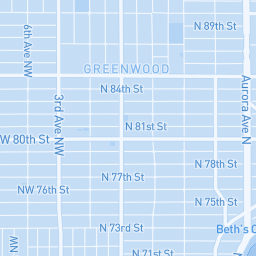 N 89th St
6th Ave NW
GREENWOOD
N 84th St
Aurora Ave N
3rd Ave NW
N 81st St
W 80th St
N 78th St
N 77th St
NW 76th St
N 75th St
N 73rd St
Beth's C
N 71st St
NW